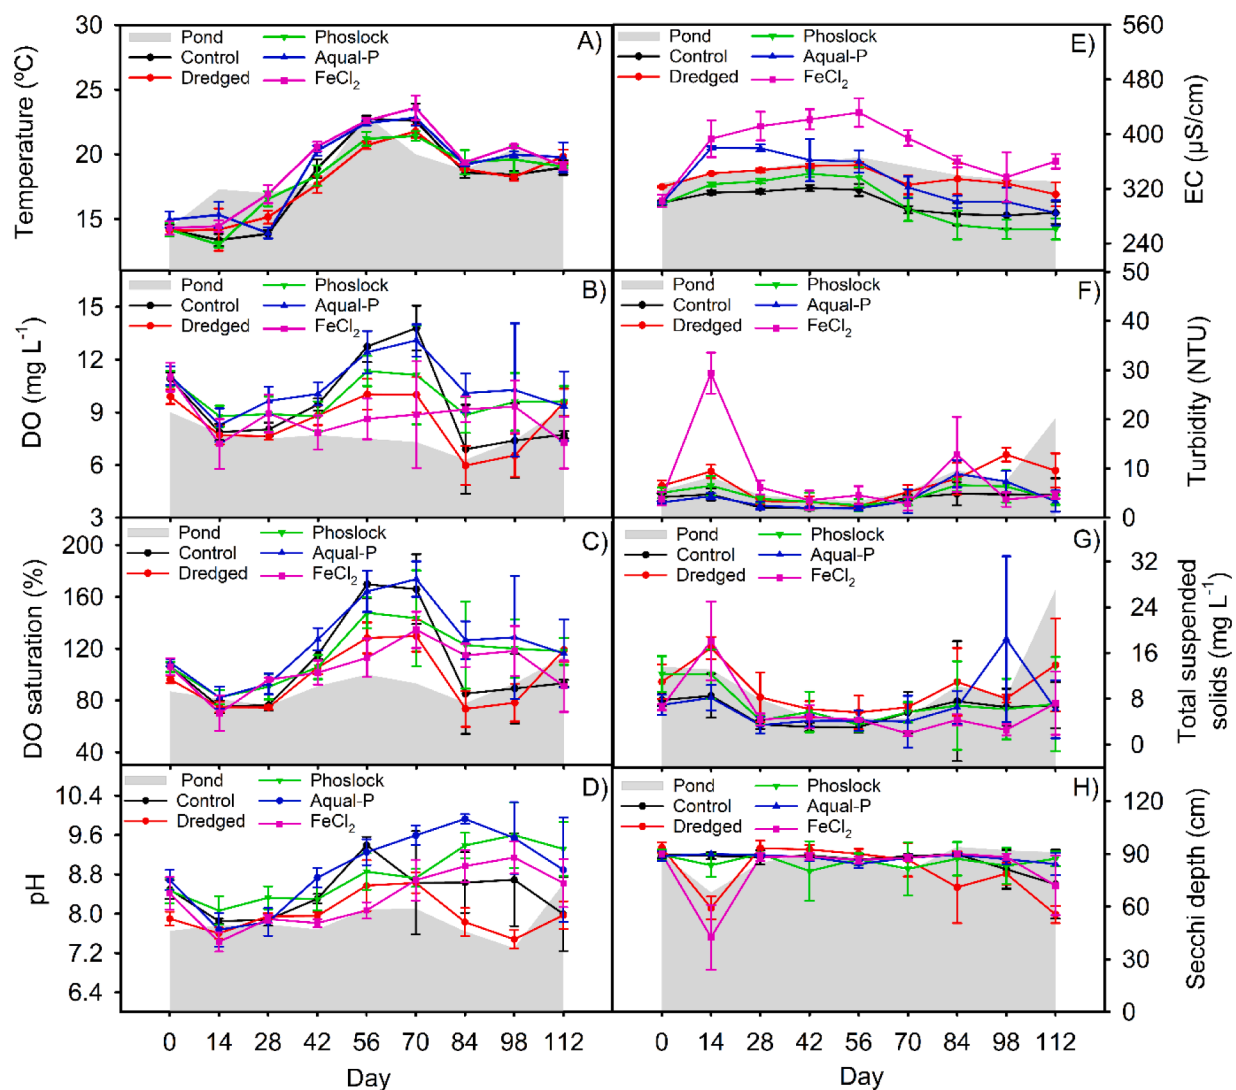 A)
Temperature (ºC)
30
25
20
15
Pond
Control
Dredged
Phoslock
Aqual-P
FeCl₂
B)
DO (mg L⁻¹)
15
12
9
6
3
Pond
Control
Dredged
Phoslock
Aqual-P
FeCl₂
C)
DO saturation (%)
200
160
120
80
40
Pond
Control
Dredged
Phoslock
Aqual-P
FeCl₂
D)
pH
10.4
9.6
8.8
8.0
7.2
6.4
Pond
Control
Dredged
Phoslock
Aqual-P
FeCl₂
0 14 28 42 56 70 84 98 112
Day
E)
EC (µS/cm)
560
480
400
320
240
Pond
Control
Dredged
Phoslock
Aqual-P
FeCl₂
F)
Turbidity (NTU)
50
40
30
20
10
0
Pond
Control
Dredged
Phoslock
Aqual-P
FeCl₂
G)
Total suspended
solids (mg L⁻¹)
32
24
16
8
0
Pond
Control
Dredged
Phoslock
Aqual-P
FeCl₂
H)
Secchi depth (cm)
120
90
60
30
0
Pond
Control
Dredged
Phoslock
Aqual-P
FeCl₂
0 14 28 42 56 70 84 98 112
Day